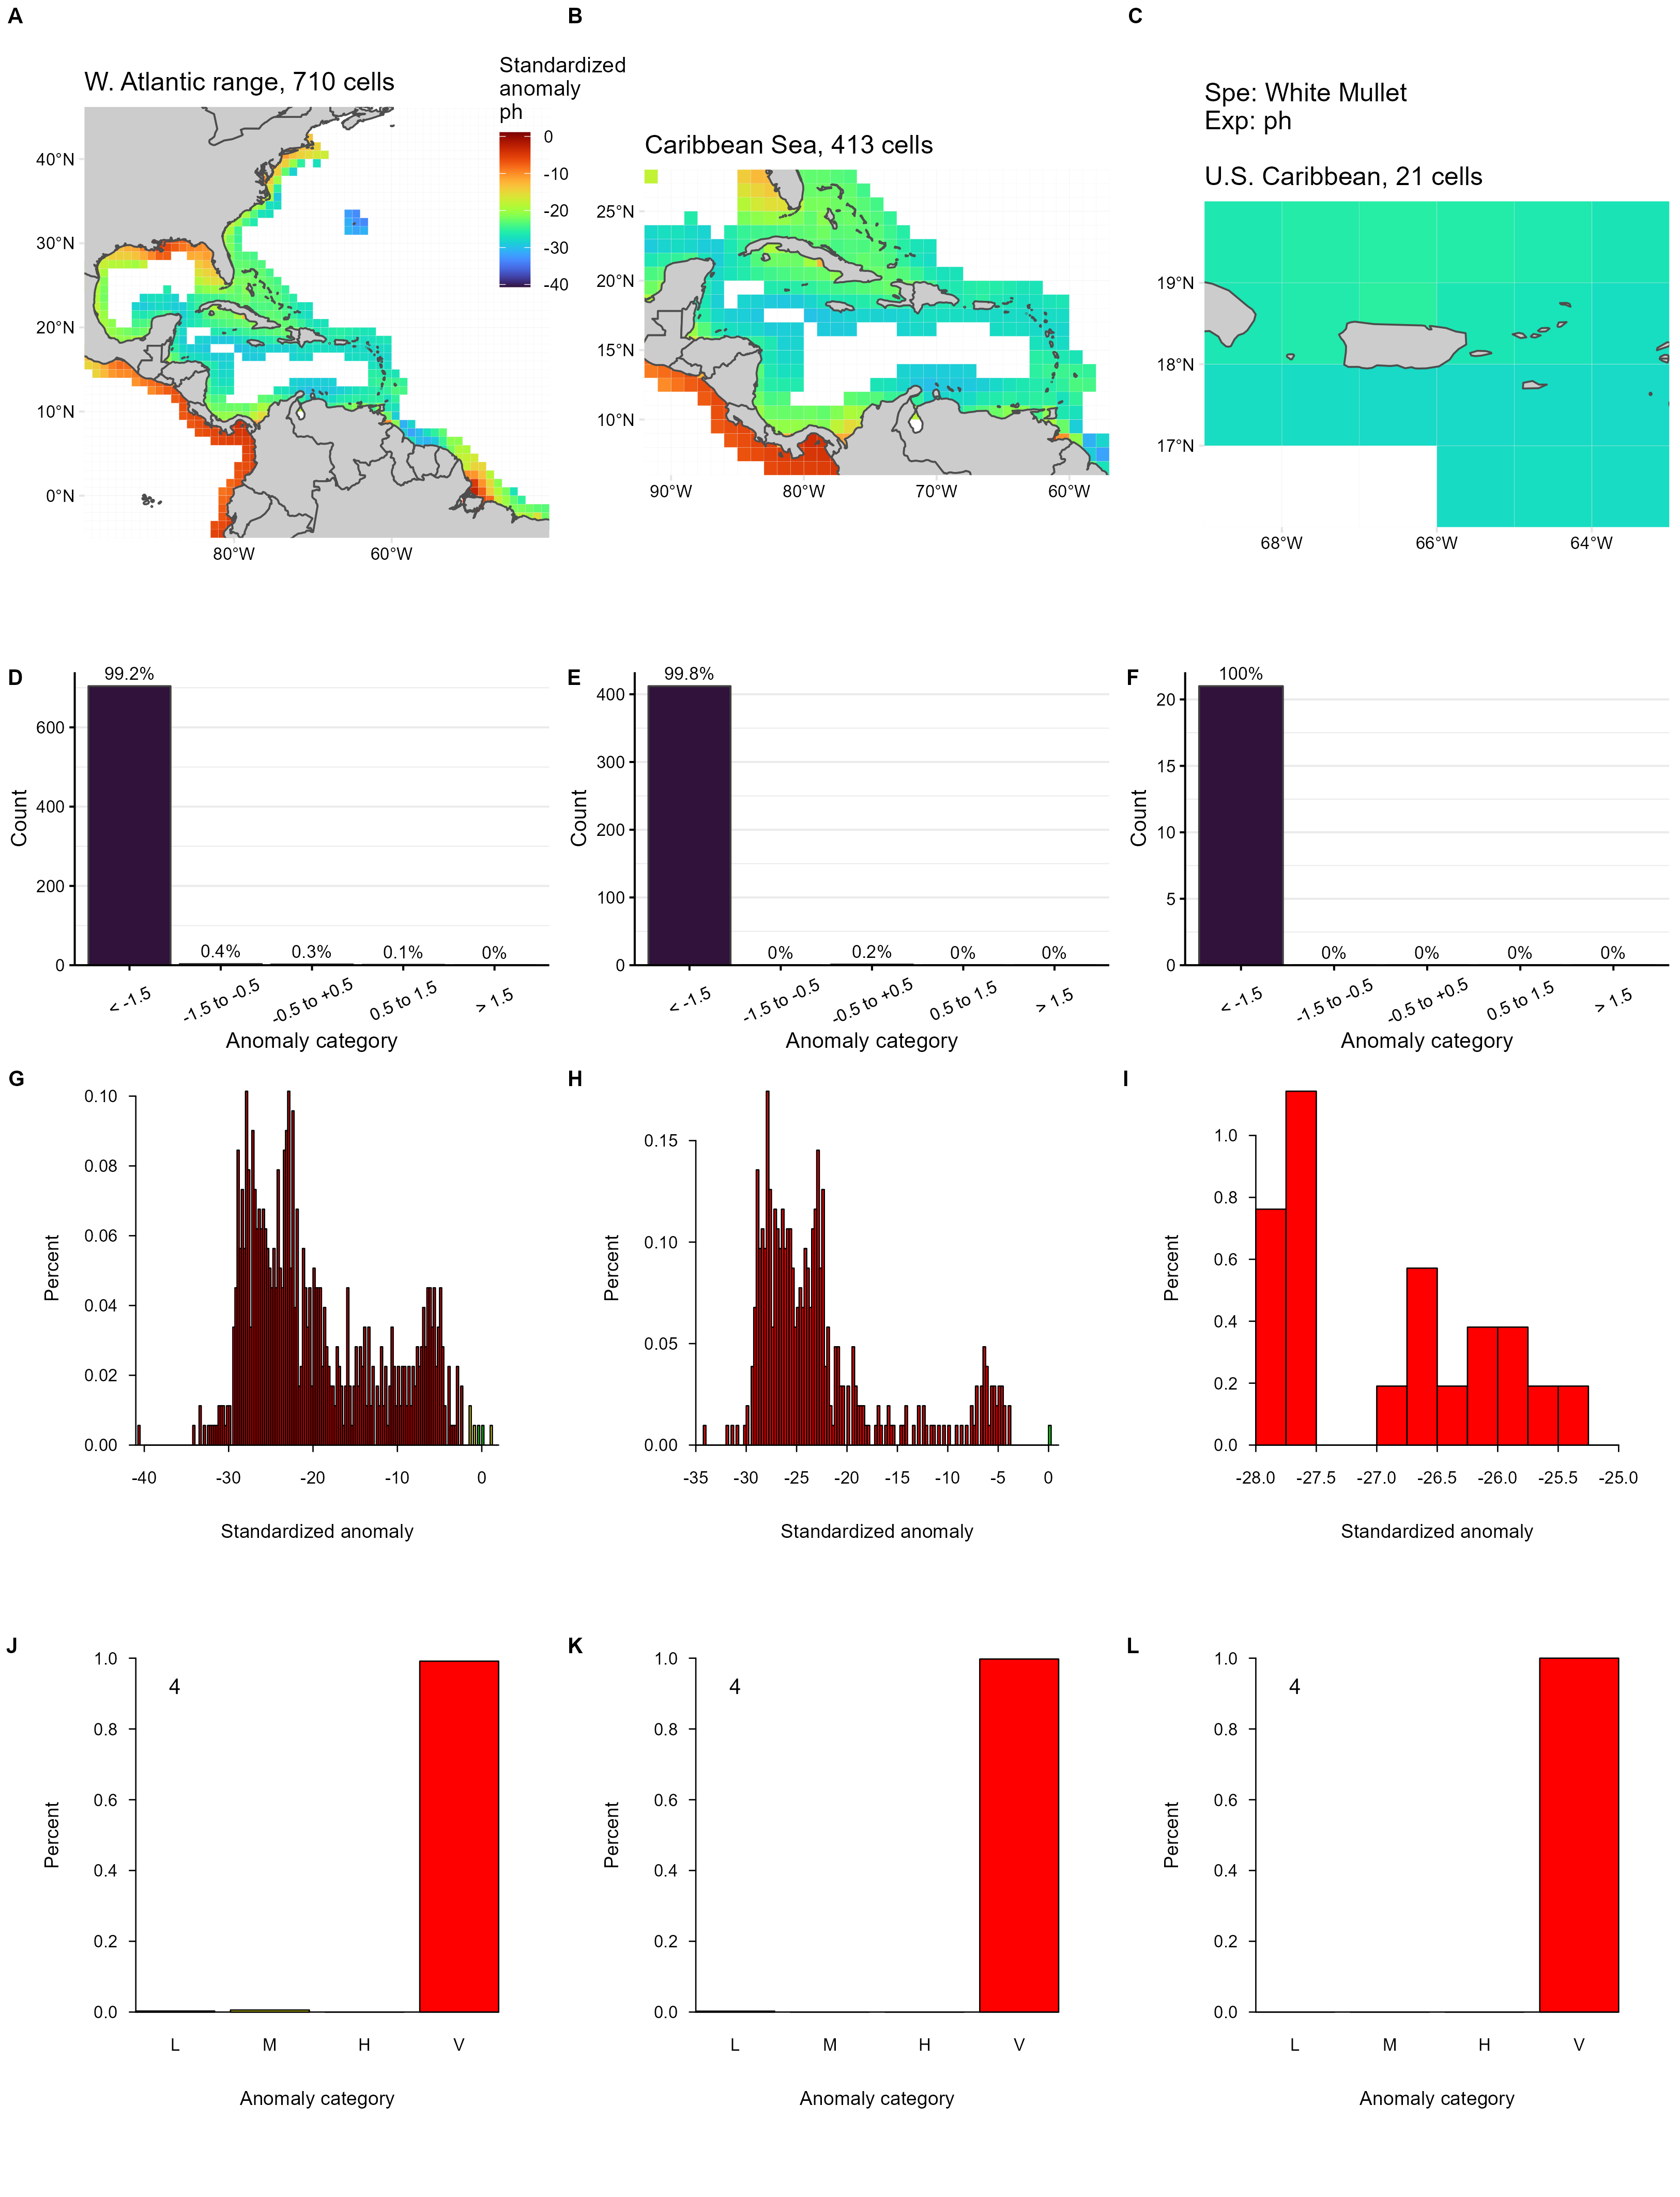 A
B
C
W. Atlantic range, 710 cells
Standardized
anomaly
ph
0
-10
-20
-30
-40
40°N
30°N
20°N
10°N
0°N
80°W
60°W
Caribbean Sea, 413 cells
25°N
20°N
15°N
10°N
90°W
80°W
70°W
60°W
Spe: White Mullet
Exp: ph
U.S. Caribbean, 21 cells
19°N
18°N
17°N
68°W
66°W
64°W
D
99.2%
0.4%
0.3%
0.1%
0%
600
400
200
0
Count
< -1.5
-1.5 to -0.5
-0.5 to +0.5
0.5 to 1.5
> 1.5
Anomaly category
E
99.8%
0%
0.2%
0%
0%
400
300
200
100
0
Count
< -1.5
-1.5 to -0.5
-0.5 to +0.5
0.5 to 1.5
> 1.5
Anomaly category
F
100%
0%
0%
0%
0%
20
15
10
5
0
Count
< -1.5
-1.5 to -0.5
-0.5 to +0.5
0.5 to 1.5
> 1.5
Anomaly category
G
0.10
0.08
0.06
0.04
0.02
0.00
Percent
-40
-30
-20
-10
0
Standardized anomaly
H
0.15
0.10
0.05
0.00
Percent
-35
-30
-25
-20
-15
-10
-5
0
Standardized anomaly
I
1.0
0.8
0.6
0.4
0.2
0.0
Percent
-28.0
-27.5
-27.0
-26.5
-26.0
-25.5
-25.0
Standardized anomaly
J
4
1.0
0.8
0.6
0.4
0.2
0.0
Percent
L
M
H
V
Anomaly category
K
4
1.0
0.8
0.6
0.4
0.2
0.0
Percent
L
M
H
V
Anomaly category
L
4
1.0
0.8
0.6
0.4
0.2
0.0
Percent
L
M
H
V
Anomaly category